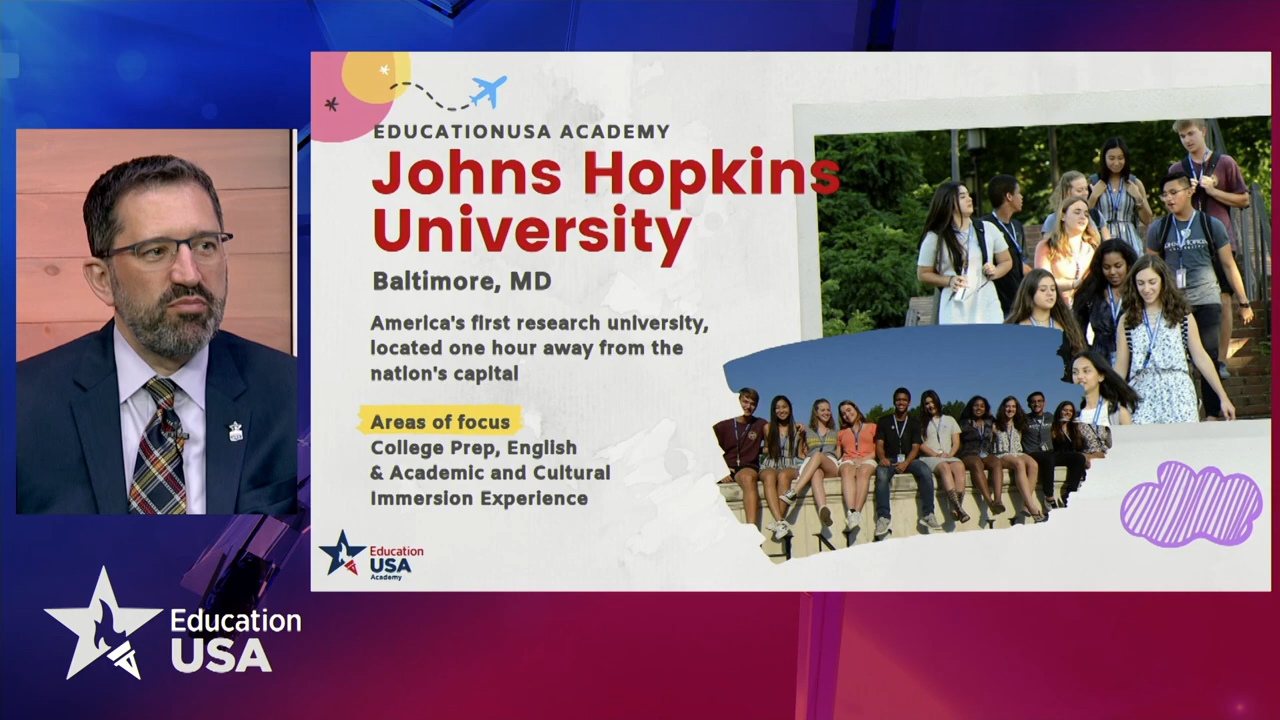 EDUCATIONUSA ACADEMY
Johns Hopkins
University
Baltimore, MD
America's first research university,
located one hour away from the
nation's capital
Areas of focus
College Prep, English
& Academic and Cultural
Immersion Experience
Education
USA
Academy
Education
USA